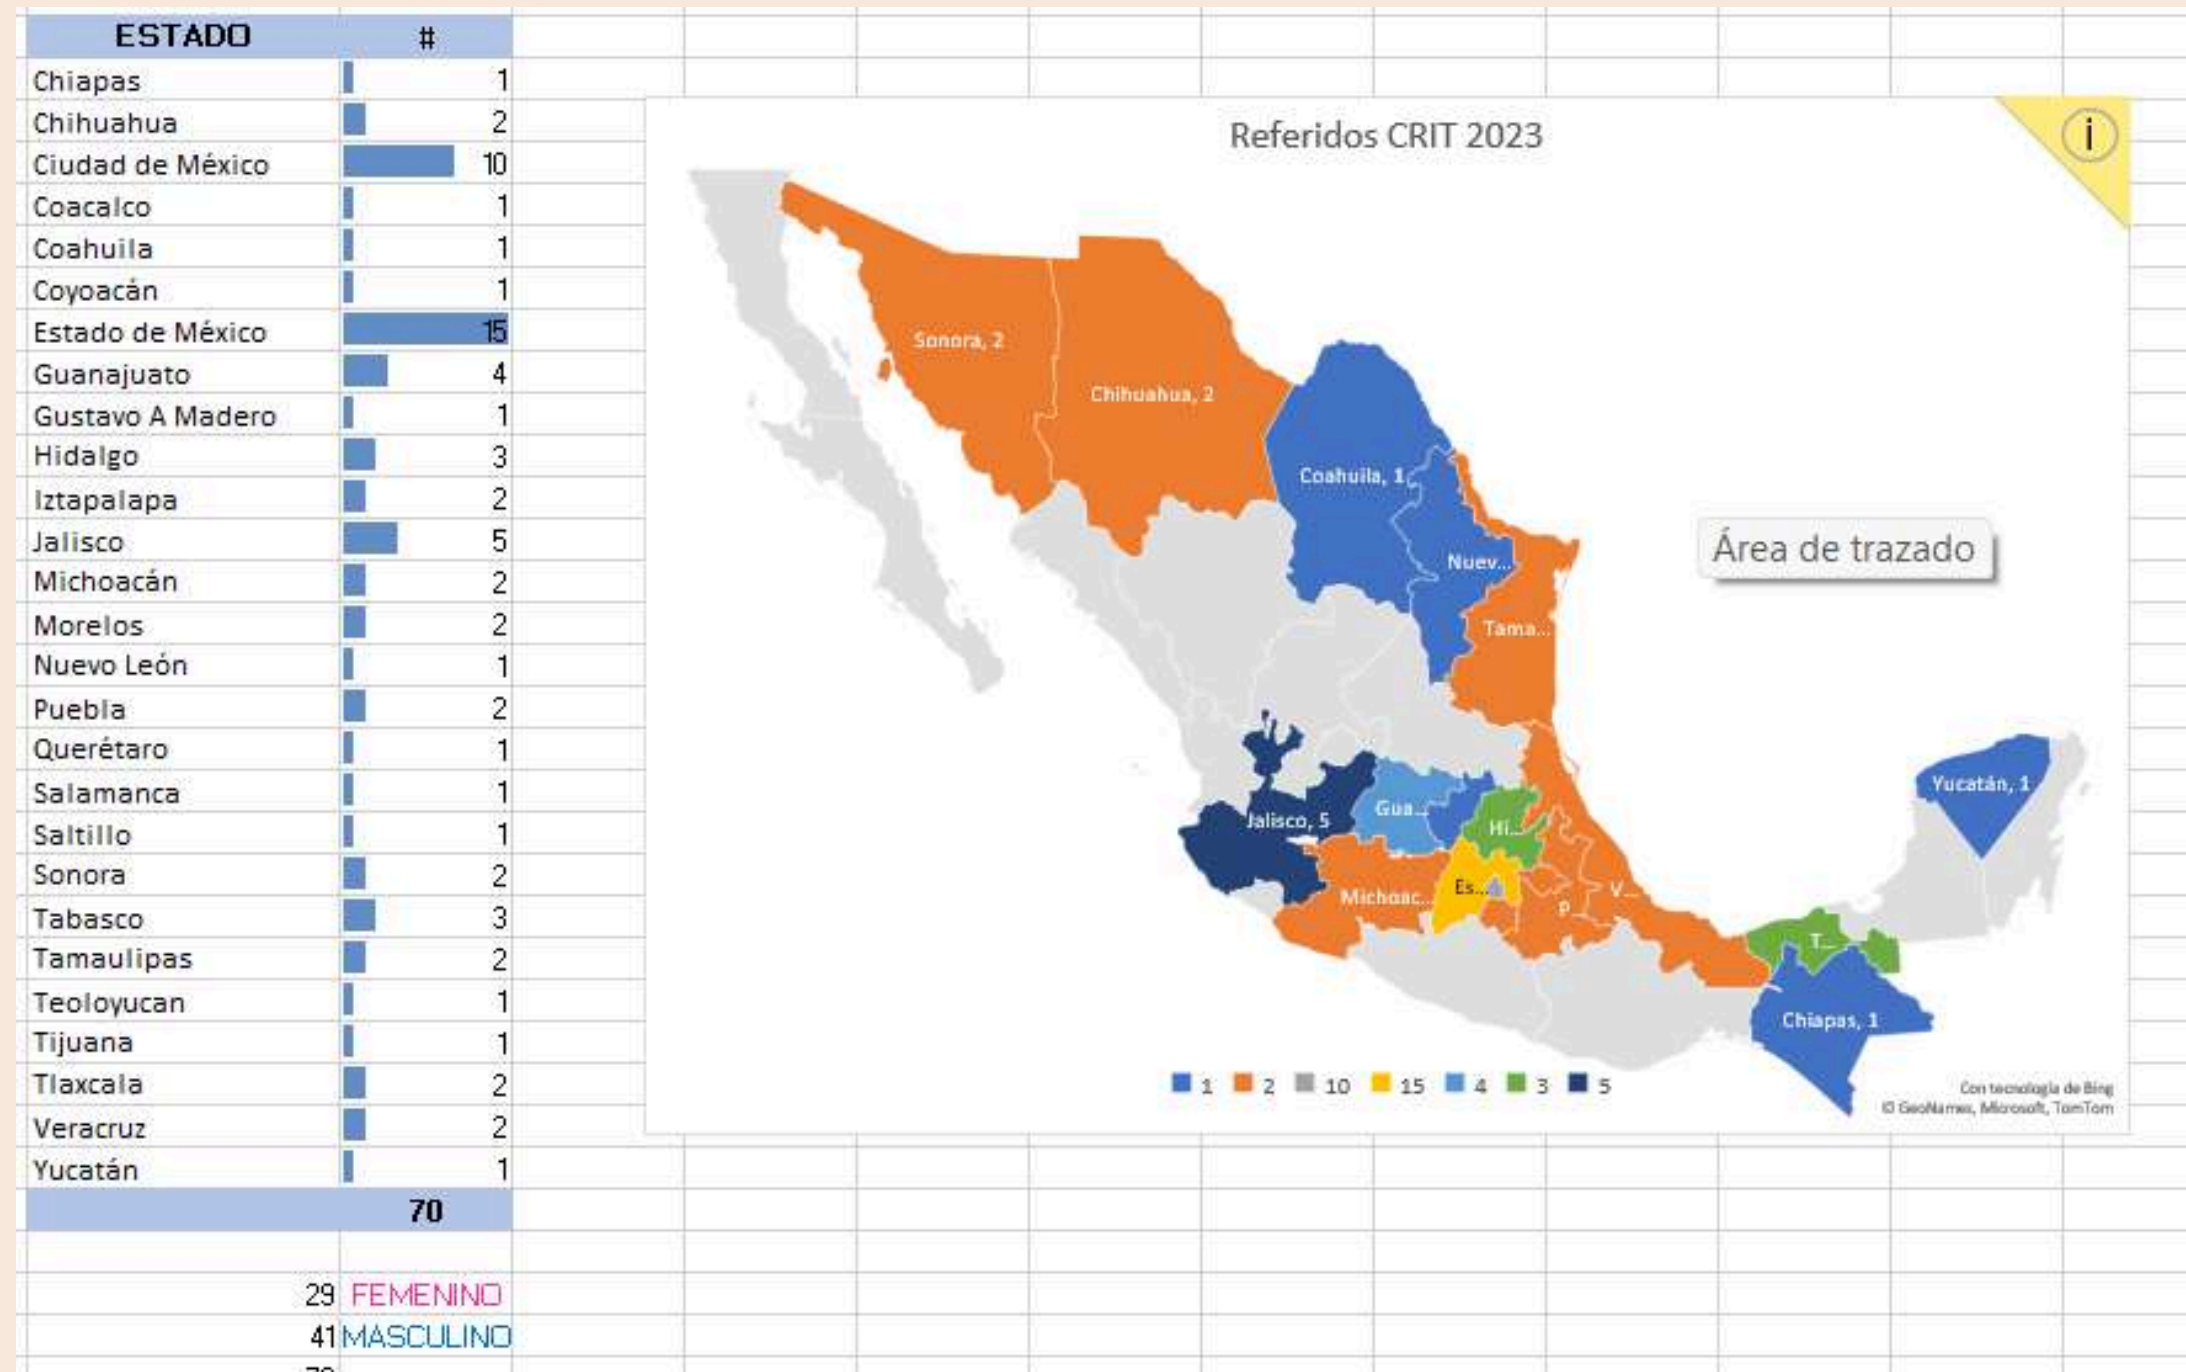 ESTADO #
Chiapas 1
Chihuahua 2
Ciudad de México 10
Coacalco 1
Coahuila 1
Coyoacán 1
Estado de México 15
Guanajuato 4
Gustavo A Madero 1
Hidalgo 3
Iztapalapa 2
Jalisco 5
Michoacán 2
Morelos 2
Nuevo León 1
Puebla 2
Querétaro 1
Salamanca 1
Saltillo 1
Sonora 2
Tabasco 3
Tamaulipas 2
Teoloyucan 1
Tijuana 1
Tlaxcala 2
Veracruz 2
Yucatán 1
70
29 FEMENINO
41 MASCULINO
Referidos CRIT 2023
i
Sonora, 2
Chihuahua, 2
Coahuila, 1
Nuev...
Área de trazado
Tama...
Yucatán, 1
Jalisco, 5
Gua...
Hi...
Michoac...
Es...
P...
V...
T...
Chiapas, 1
1 2 10 15 4 3 5
Con tecnología de Bing
© GeoNames, Microsoft, TomTom